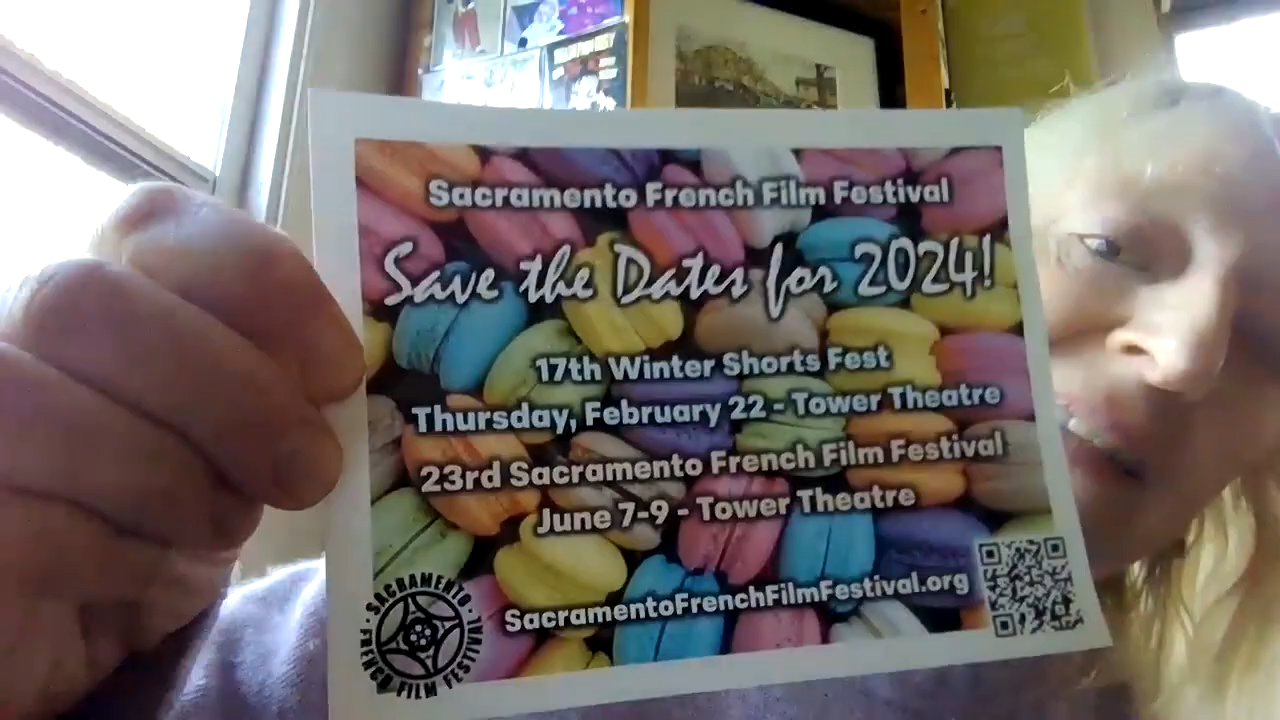 Sacramento French Film Festival
Save the Dates for 2024!
17th Winter Shorts Fest
Thursday, February 22 - Tower Theatre
23rd Sacramento French Film Festival
June 7-9 - Tower Theatre
SacramentoFrenchFilmFestival.org
SACRAMENTO
FRENCH FILM FESTIVAL